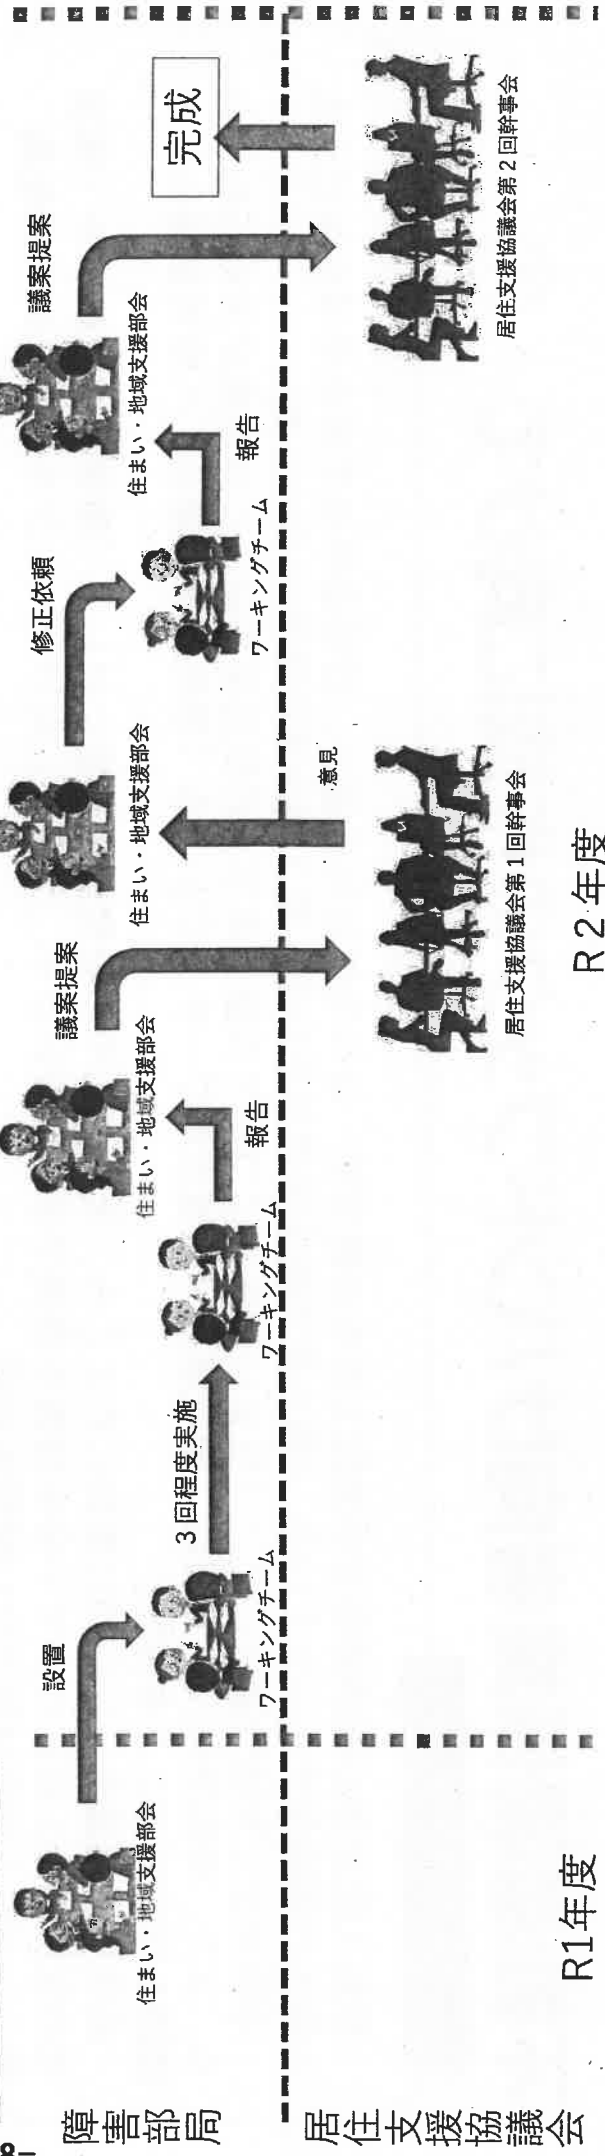 障害部局
居住支援協議会
R1年度
住まい・地域支援部会
設置
ワーキングチーム
3回程度実施
ワーキングチーム
報告
住まい・地域支援部会
議案提案
居住支援協議会第1回幹事会
意見
住まい・地域支援部会
修正依頼
ワーキングチーム
報告
住まい・地域支援部会
議案提案
居住支援協議会第2回幹事会
完成
R2年度